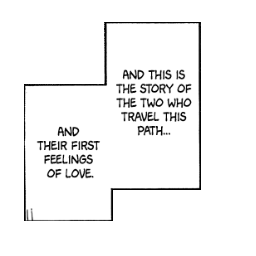 AND THIS IS
THE STORY OF
THE TWO WHO
TRAVEL THIS
PATH...
AND
THEIR FIRST
FEELINGS
OF LOVE.